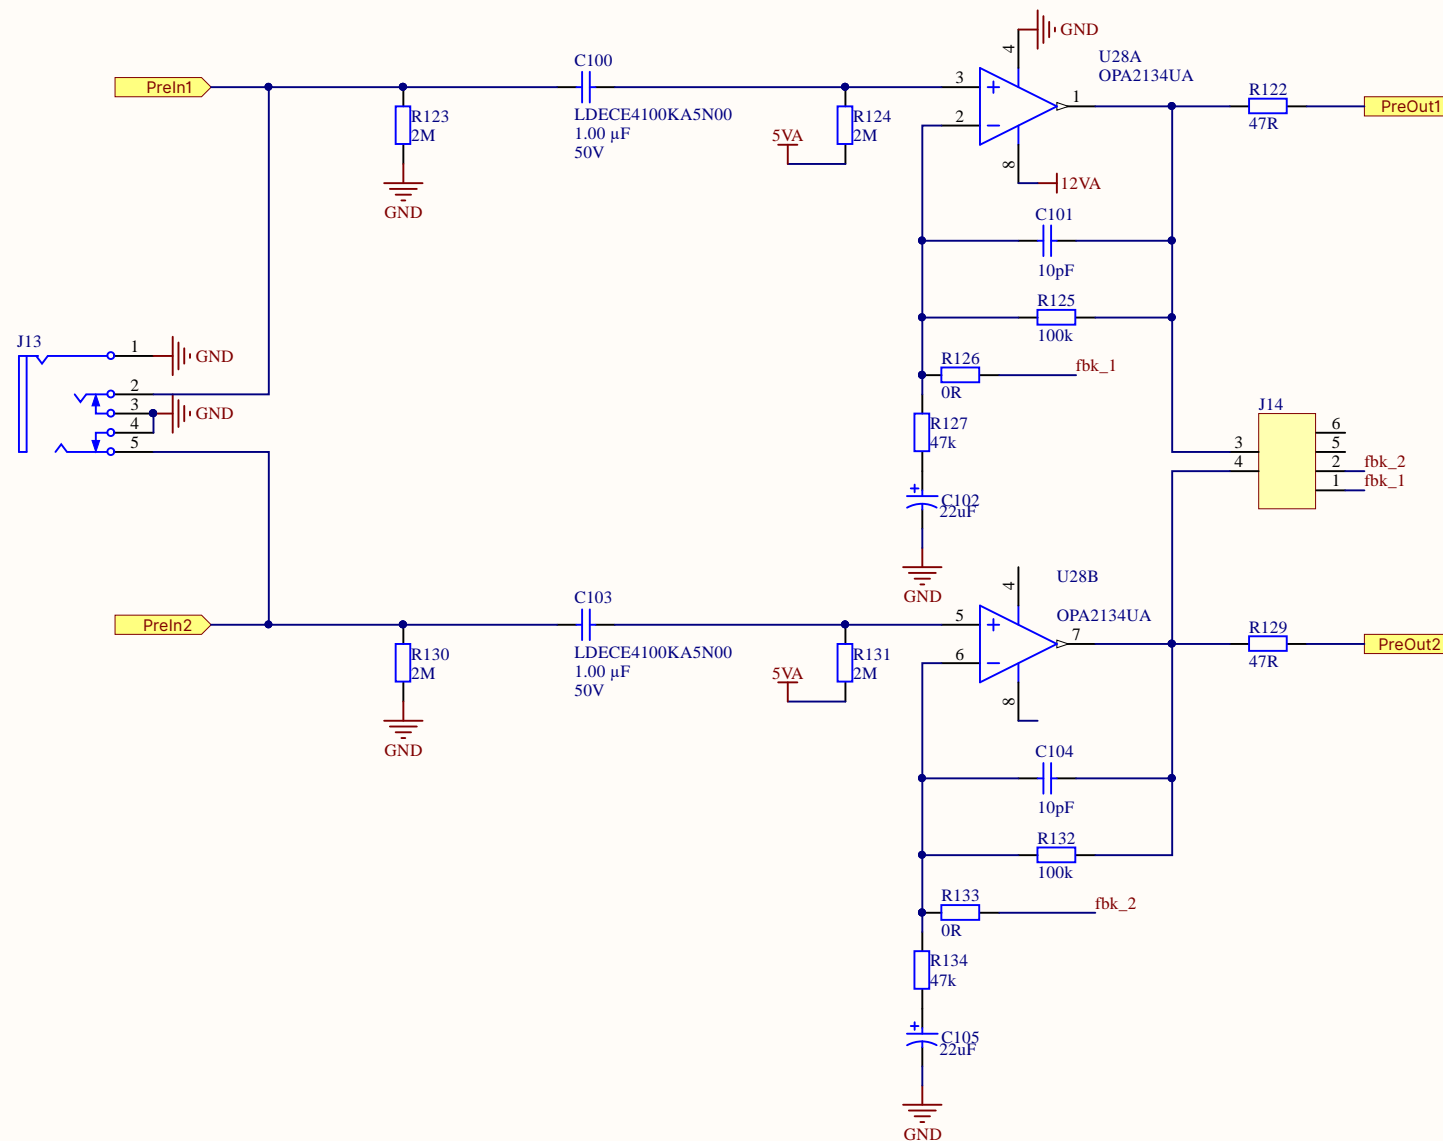 PreIn1
C100
LDECE4100KA5N00
1.00 µF
50V
R123
2M
GND
5VA
R124
2M
3
2
4
GND
U28A
OPA2134UA
1
8
12VA
R122
47R
PreOut1
C101
10pF
R125
100k
R126
0R
fbk_1
R127
47k
C102
22uF
GND
J13
1
GND
2
3
GND
4
5
J14
3
4
6
5
2
fbk_2
1
fbk_1
PreIn2
C103
LDECE4100KA5N00
1.00 µF
50V
R130
2M
GND
5VA
R131
2M
5
6
4
U28B
OPA2134UA
7
8
R129
47R
PreOut2
C104
10pF
R132
100k
R133
0R
fbk_2
R134
47k
C105
22uF
GND